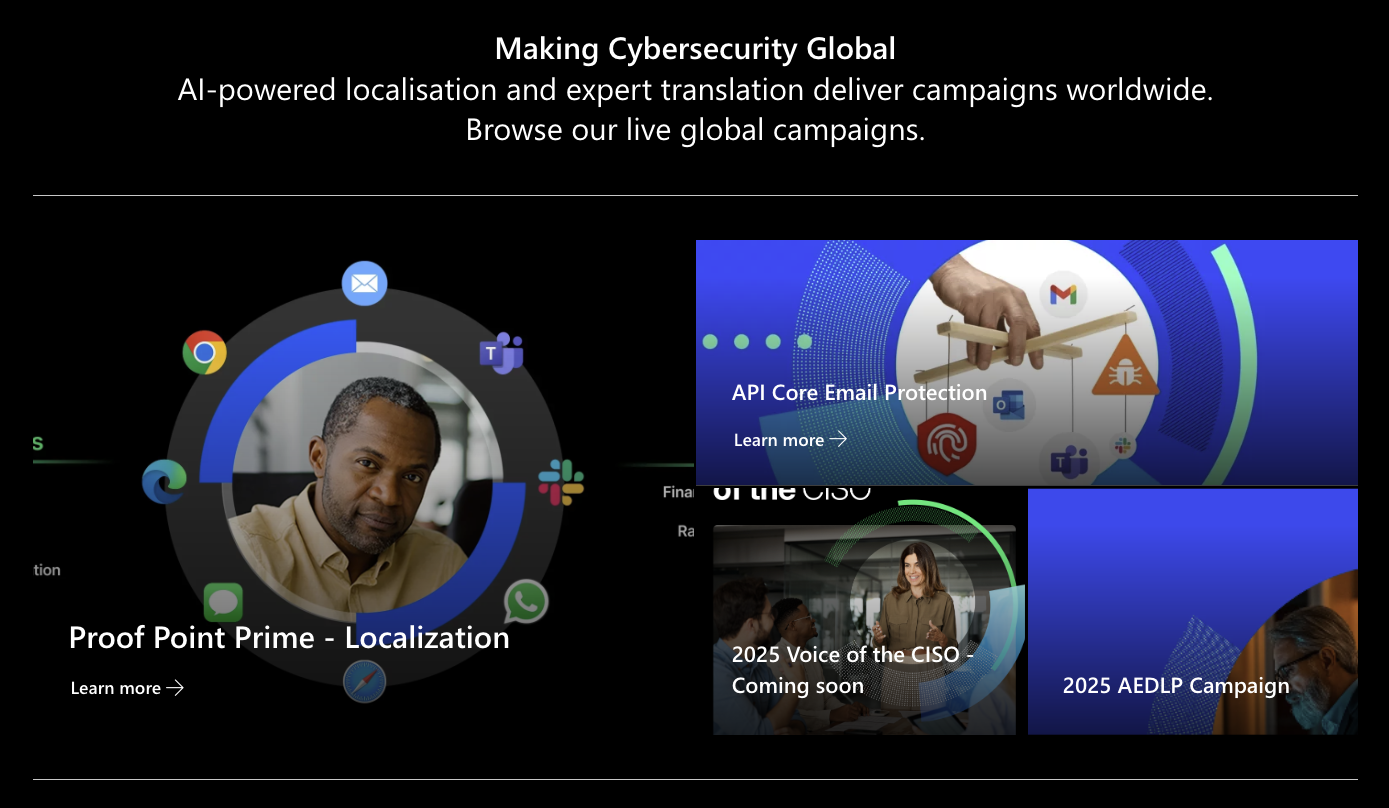 Making Cybersecurity Global
AI-powered localisation and expert translation deliver campaigns worldwide.
Browse our live global campaigns.
S
Finar
Ra
tion
T
Proof Point Prime - Localization
Learn more
API Core Email Protection
Learn more
of the CISO
2025 Voice of the CISO -
Coming soon
2025 AEDLP Campaign